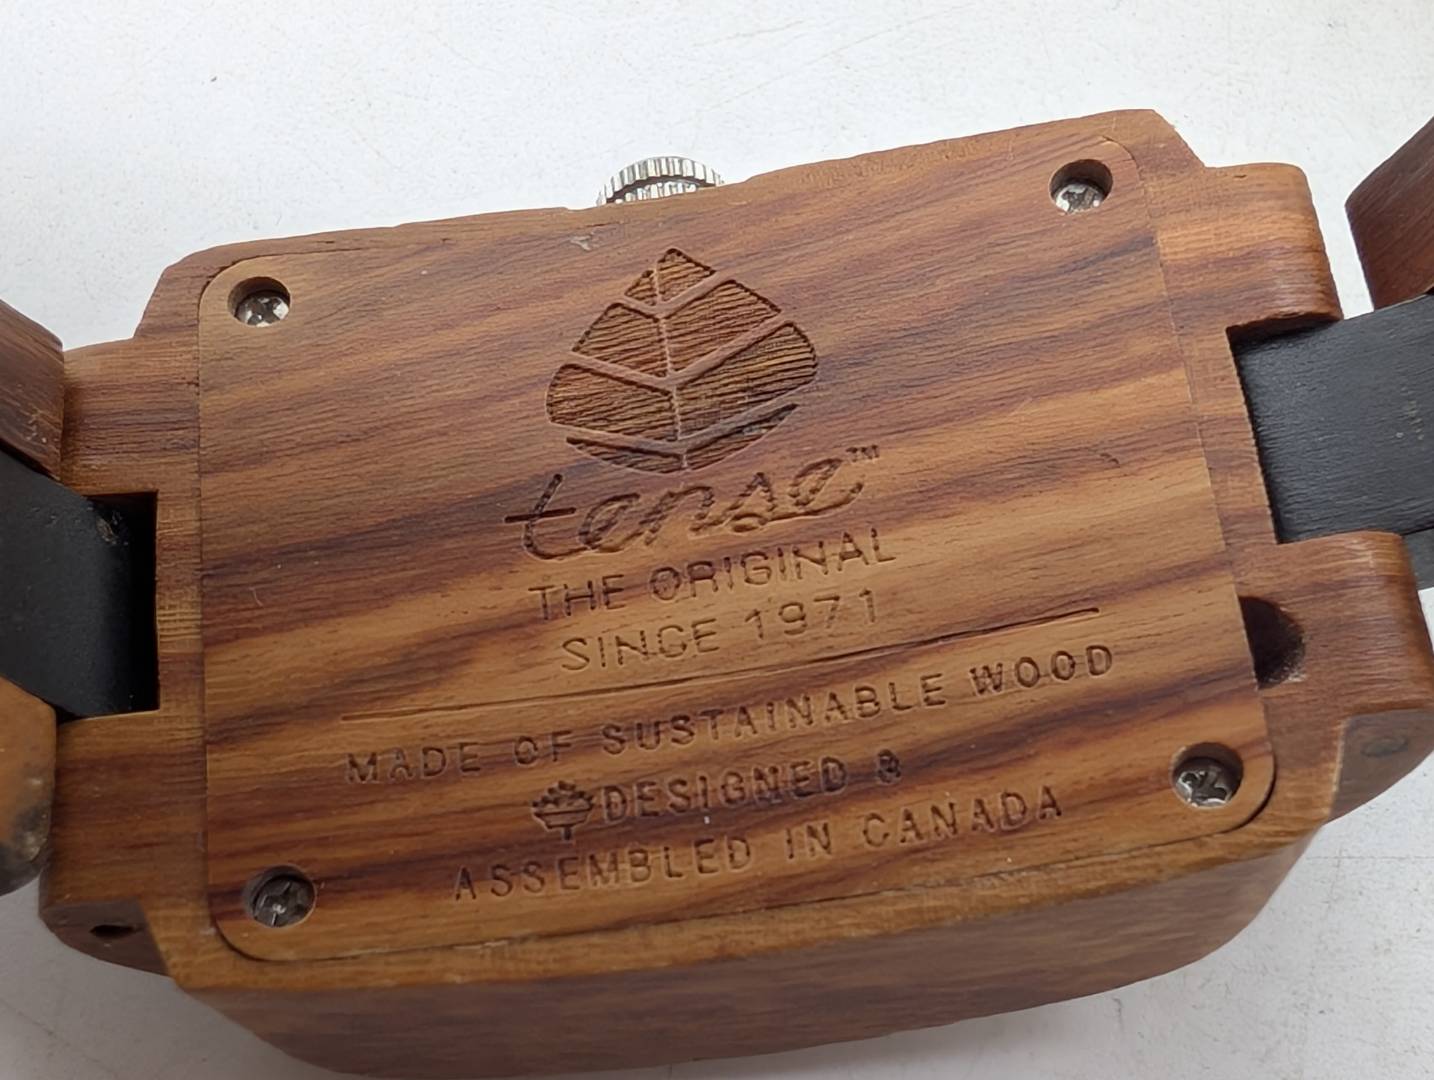 tense™
THE ORIGINAL
SINCE 1971
MADE OF SUSTAINABLE WOOD
DESIGNED &
ASSEMBLED IN CANADA